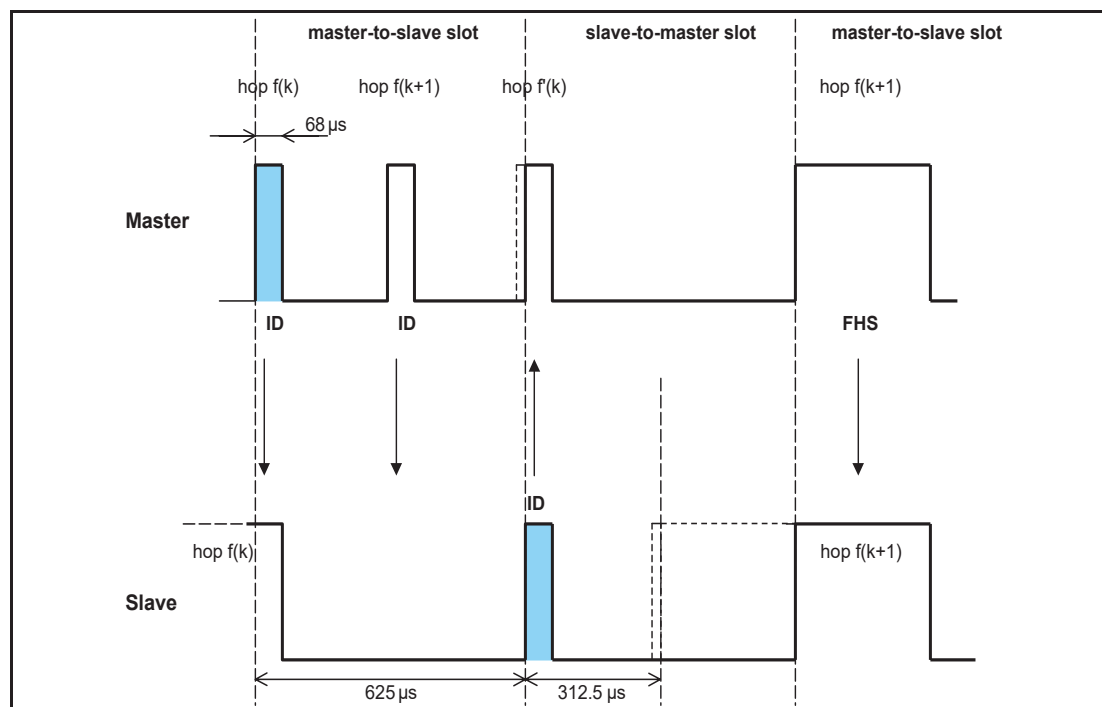 master-to-slave slot
slave-to-master slot
master-to-slave slot
hop f(k)
hop f(k+1)
hop f'(k)
hop f(k+1)
68 µs
Master
ID
ID
FHS
ID
hop f(k)
hop f(k+1)
Slave
625 µs
312.5 µs